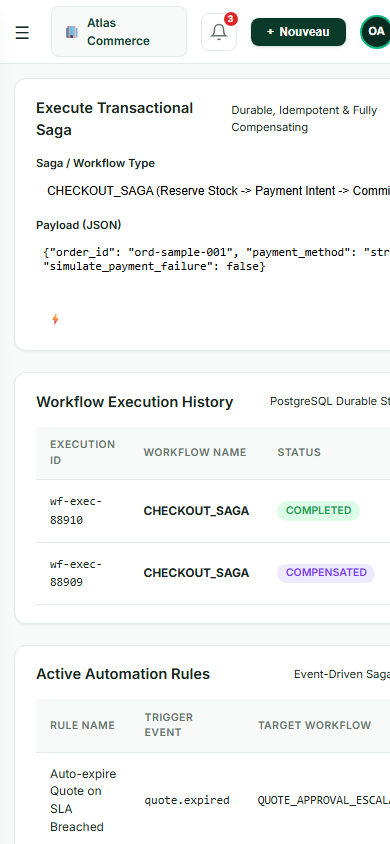 Atlas
Commerce
3
+ Nouveau
OA
Execute Transactional
Saga
Durable, Idempotent & Fully
Compensating
Saga / Workflow Type
CHECKOUT_SAGA (Reserve Stock -> Payment Intent -> Commi
Payload (JSON)
{"order_id": "ord-sample-001", "payment_method": "str
"simulate_payment_failure": false}
Workflow Execution History
PostgreSQL Durable St
EXECUTION
ID
WORKFLOW NAME
STATUS
wf-exec-
88910
CHECKOUT_SAGA
COMPLETED
wf-exec-
88909
CHECKOUT_SAGA
COMPENSATED
Active Automation Rules
Event-Driven Saga
RULE NAME
TRIGGER
EVENT
TARGET WORKFLOW
Auto-expire
Quote on
SLA
Breached
quote.expired
QUOTE_APPROVAL_ESCALA